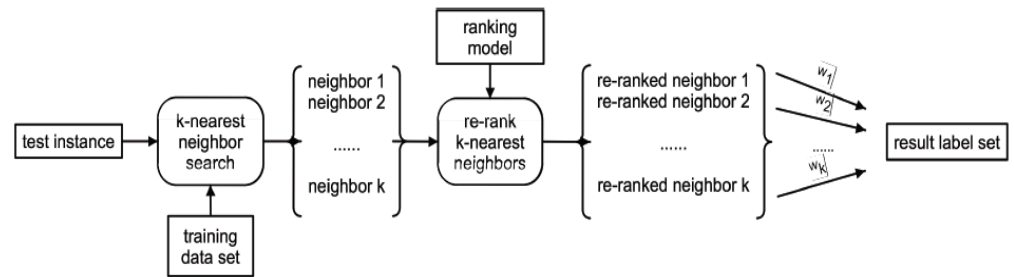 test instance
k-nearest
neighbor
search
training
data set
neighbor 1
neighbor 2
......
neighbor k
ranking
model
re-rank
k-nearest
neighbors
re-ranked neighbor 1
re-ranked neighbor 2
......
re-ranked neighbor k
w1
w2
......
wk
result label set